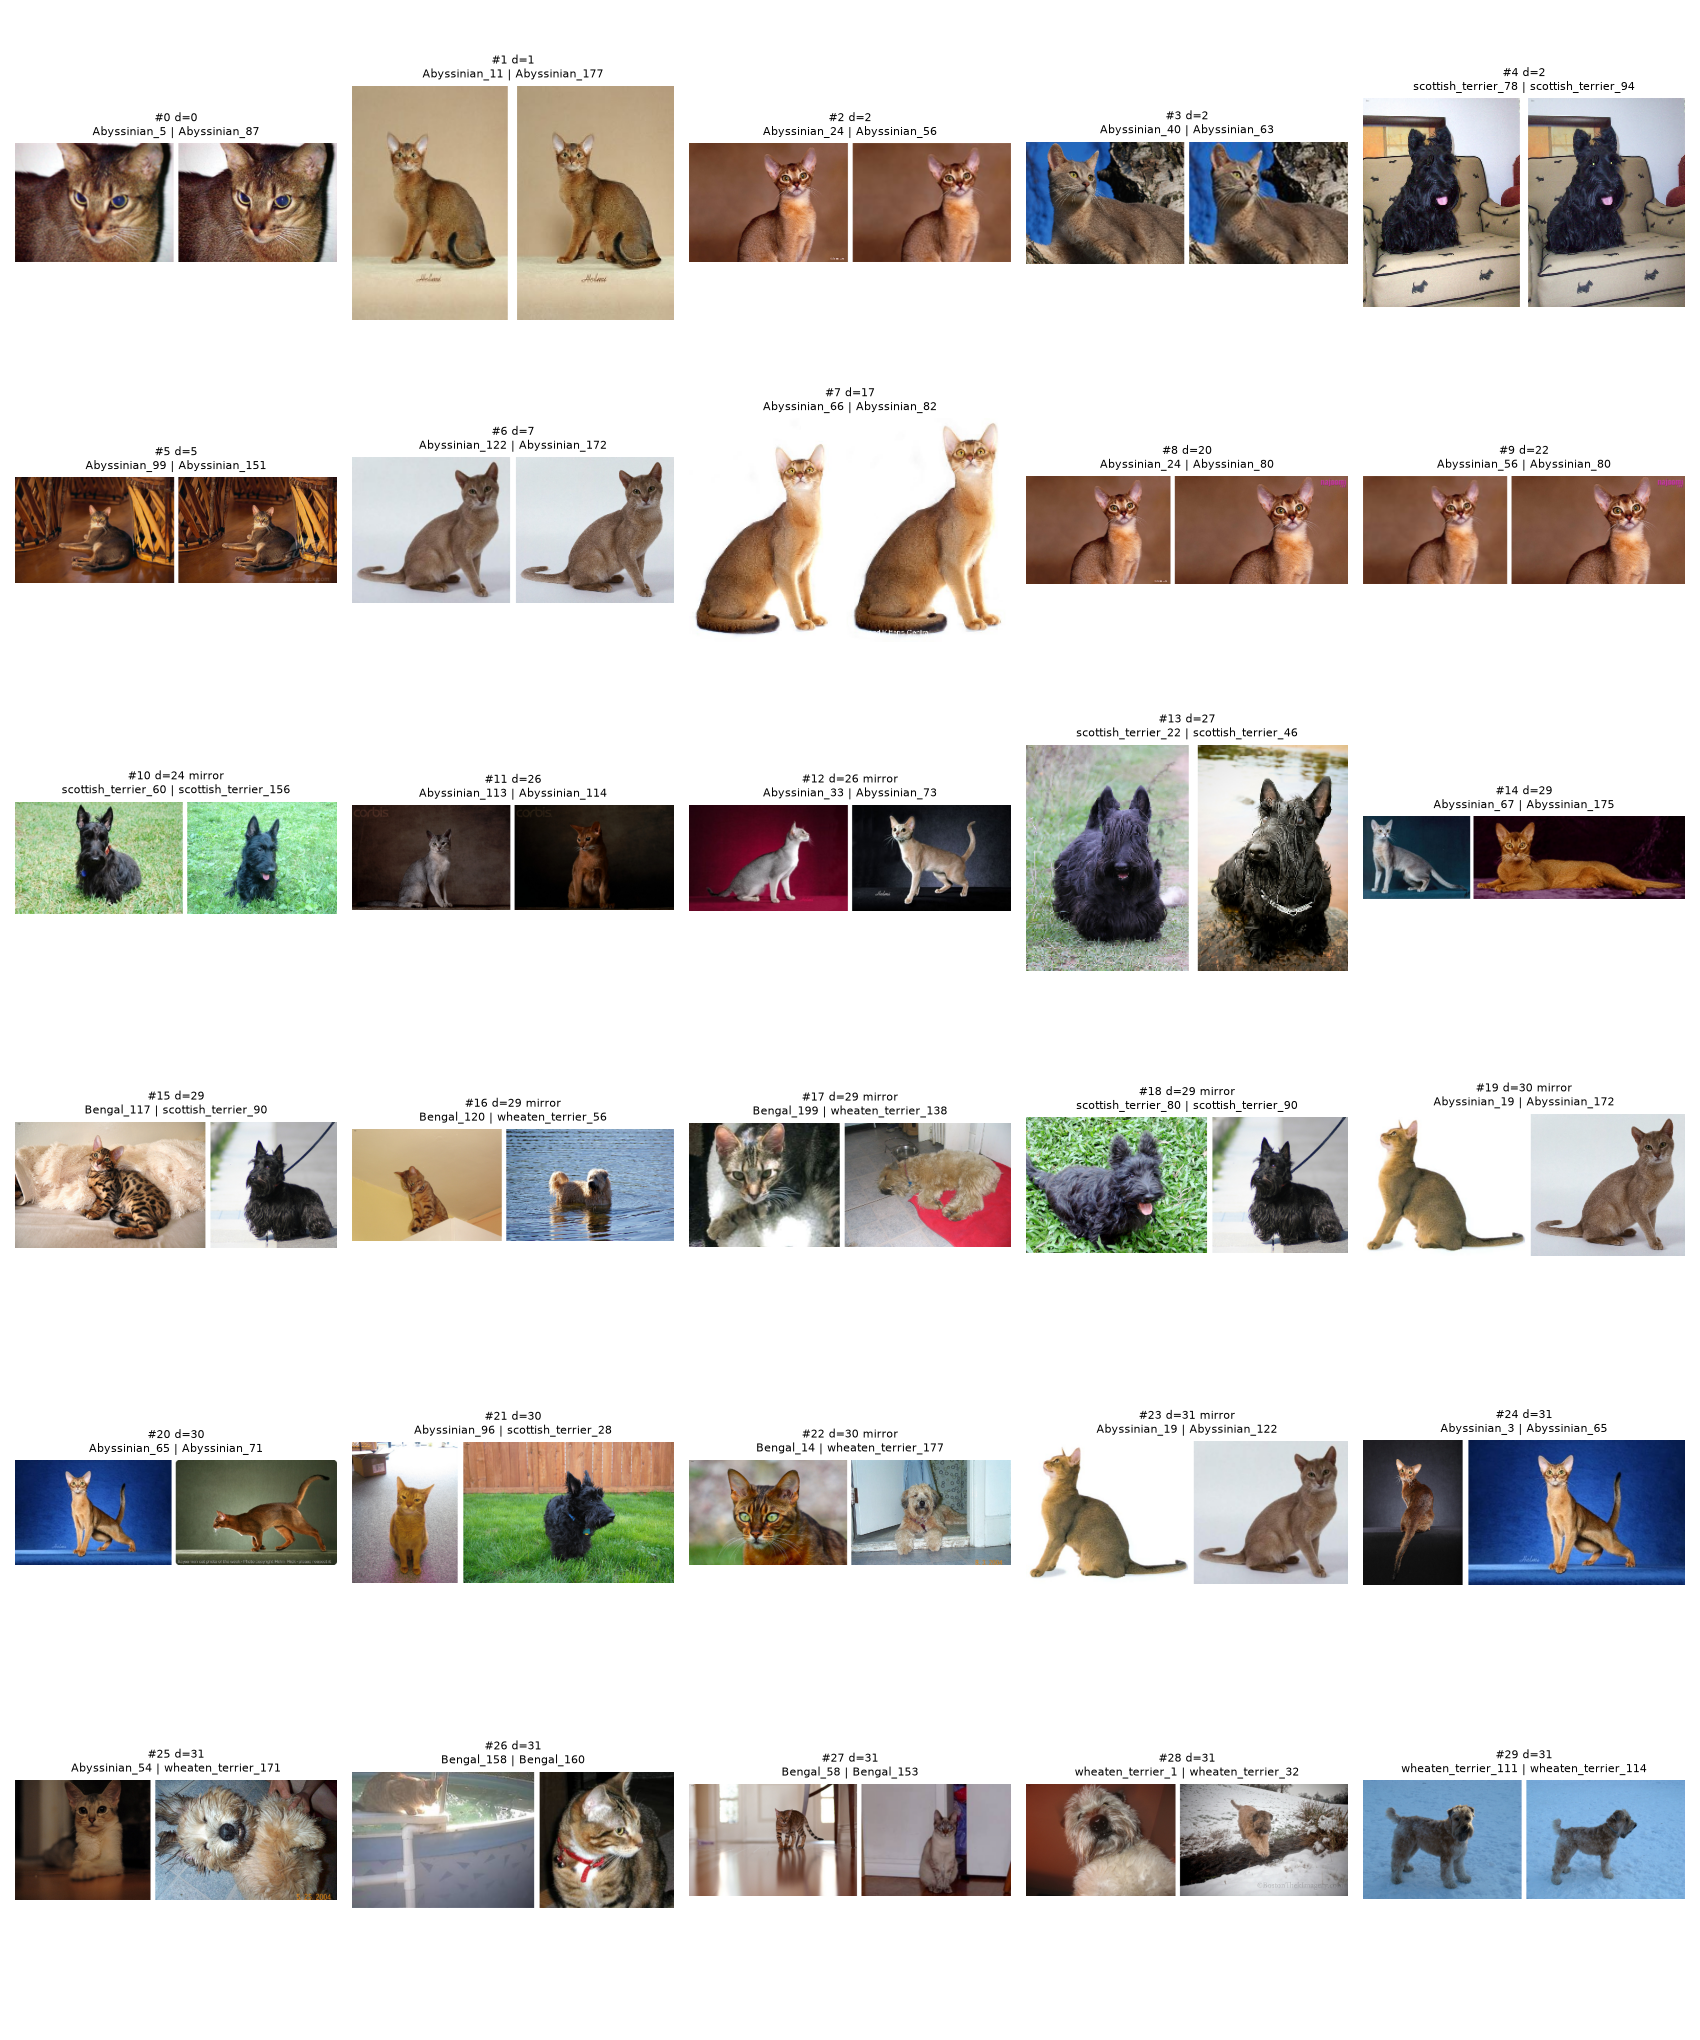 #0 d=0
Abyssinian_5 | Abyssinian_87
#1 d=1
Abyssinian_11 | Abyssinian_177
#2 d=2
Abyssinian_24 | Abyssinian_56
#3 d=2
Abyssinian_40 | Abyssinian_63
#4 d=2
scottish_terrier_78 | scottish_terrier_94
#5 d=5
Abyssinian_99 | Abyssinian_151
#6 d=7
Abyssinian_122 | Abyssinian_172
#7 d=17
Abyssinian_66 | Abyssinian_82
#8 d=20
Abyssinian_24 | Abyssinian_80
#9 d=22
Abyssinian_56 | Abyssinian_80
#10 d=24 mirror
scottish_terrier_60 | scottish_terrier_156
#11 d=26
Abyssinian_113 | Abyssinian_114
corbis
#12 d=26 mirror
Abyssinian_33 | Abyssinian_73
#13 d=27
scottish_terrier_22 | scottish_terrier_46
#14 d=29
Abyssinian_67 | Abyssinian_175
#15 d=29
Bengal_117 | scottish_terrier_90
#16 d=29 mirror
Bengal_120 | wheaten_terrier_56
#17 d=29 mirror
Bengal_199 | wheaten_terrier_138
#18 d=29 mirror
scottish_terrier_80 | scottish_terrier_90
#19 d=30 mirror
Abyssinian_19 | Abyssinian_172
#20 d=30
Abyssinian_65 | Abyssinian_71
#21 d=30
Abyssinian_96 | scottish_terrier_28
#22 d=30 mirror
Bengal_14 | wheaten_terrier_177
#23 d=31 mirror
Abyssinian_19 | Abyssinian_122
#24 d=31
Abyssinian_3 | Abyssinian_65
#25 d=31
Abyssinian_54 | wheaten_terrier_171
2004
#26 d=31
Bengal_158 | Bengal_160
#27 d=31
Bengal_58 | Bengal_153
#28 d=31
wheaten_terrier_1 | wheaten_terrier_32
#29 d=31
wheaten_terrier_111 | wheaten_terrier_114